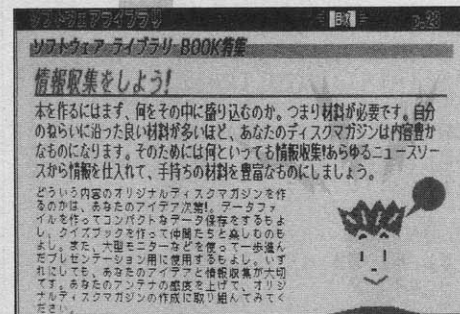 ソフトウェアライブラリ 目次 p.28
ソフトウェア ライブラリ BOOK特集
情報収集をしよう!
本を作るにはまず、何をその中に盛り込むのか。つまり材料が必要です。自分
のねらいに沿った良い材料が多いほど、あなたのディスクマガジンは内容豊か
なものになります。そのためには何といっても情報収集!あらゆるニュースソー
スから情報を仕入れて、手持ちの材料を豊富なものにしましょう。
どういう内容のオリジナルディスクマガジンを作
るのかは、あなたのアイデア次第!。データファ
イルを作ってコンパクトなデータ保存をするもよ
し、クイズブックを作って仲間たちと楽しむのも
よし。また、大型モニターなどを使って一歩進ん
だプレゼンテーション用に使用するもよし。いず
れにしても、あなたのアイデアと情報収集が大切
です。あなたのアンテナの感度を上げて、オリジ
ナルディスクマガジンの作成に取り組んでみてく
ださい。